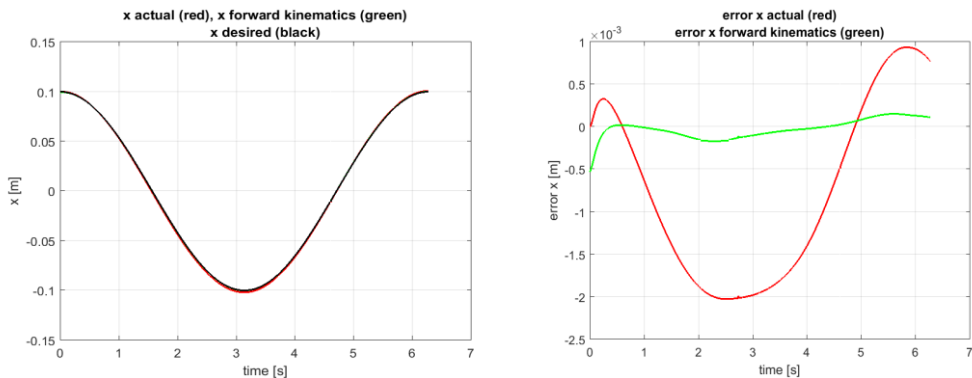 x actual (red), x forward kinematics (green)
x desired (black)
0.15
0.1
0.05
0
-0.05
-0.1
-0.15
x [m]
0 1 2 3 4 5 6 7
time [s]
error x actual (red)
error x forward kinematics (green)
×10-3
1
0.5
0
-0.5
-1
-1.5
-2
-2.5
error x [m]
0 1 2 3 4 5 6 7
time [s]